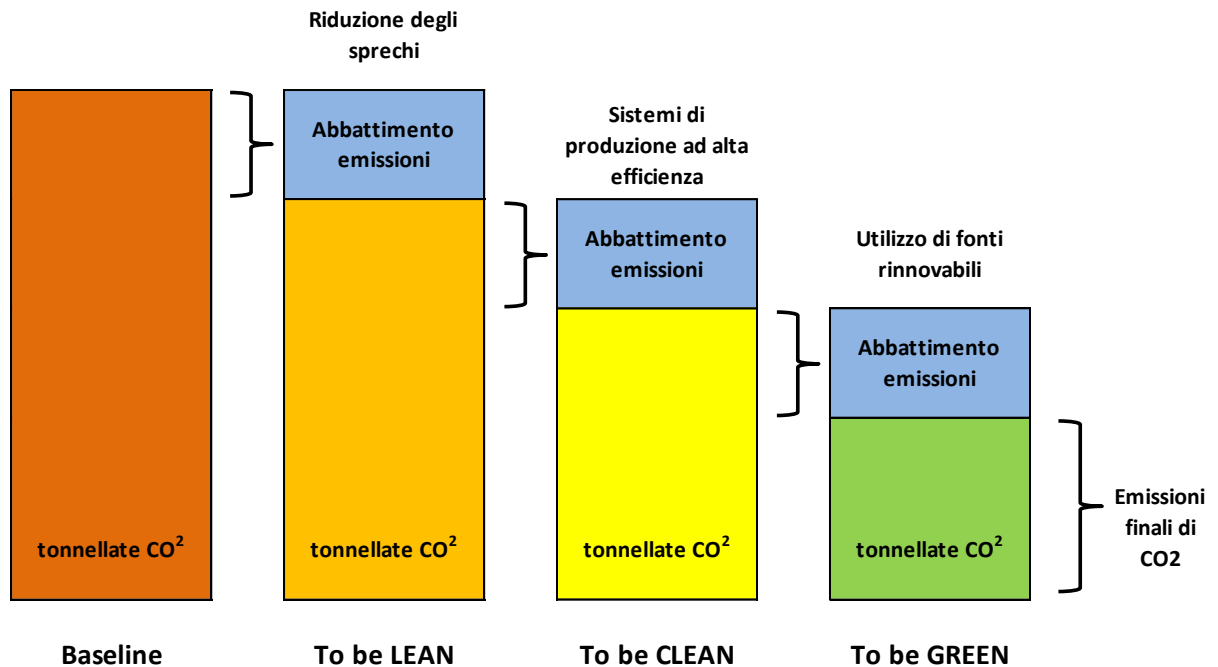 Riduzione degli
sprechi
Abbattimento
emissioni
Sistemi di
produzione ad alta
efficienza
Abbattimento
emissioni
Utilizzo di fonti
rinnovabili
Abbattimento
emissioni
tonnellate CO²
tonnellate CO²
tonnellate CO²
tonnellate CO²
Emissioni
finali di
CO2
Baseline
To be LEAN
To be CLEAN
To be GREEN